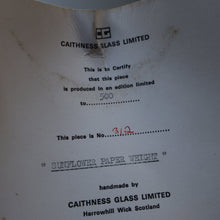 CG
CAITHNESS GLASS LIMITED
This is to Certify
that this piece
is produced in an edition limited
to.....500
This piece is No 312
" SUNFLOWER PAPER WEIGHT "
handmade by
CAITHNESS GLASS LIMITED
Harrowhill Wick Scotland